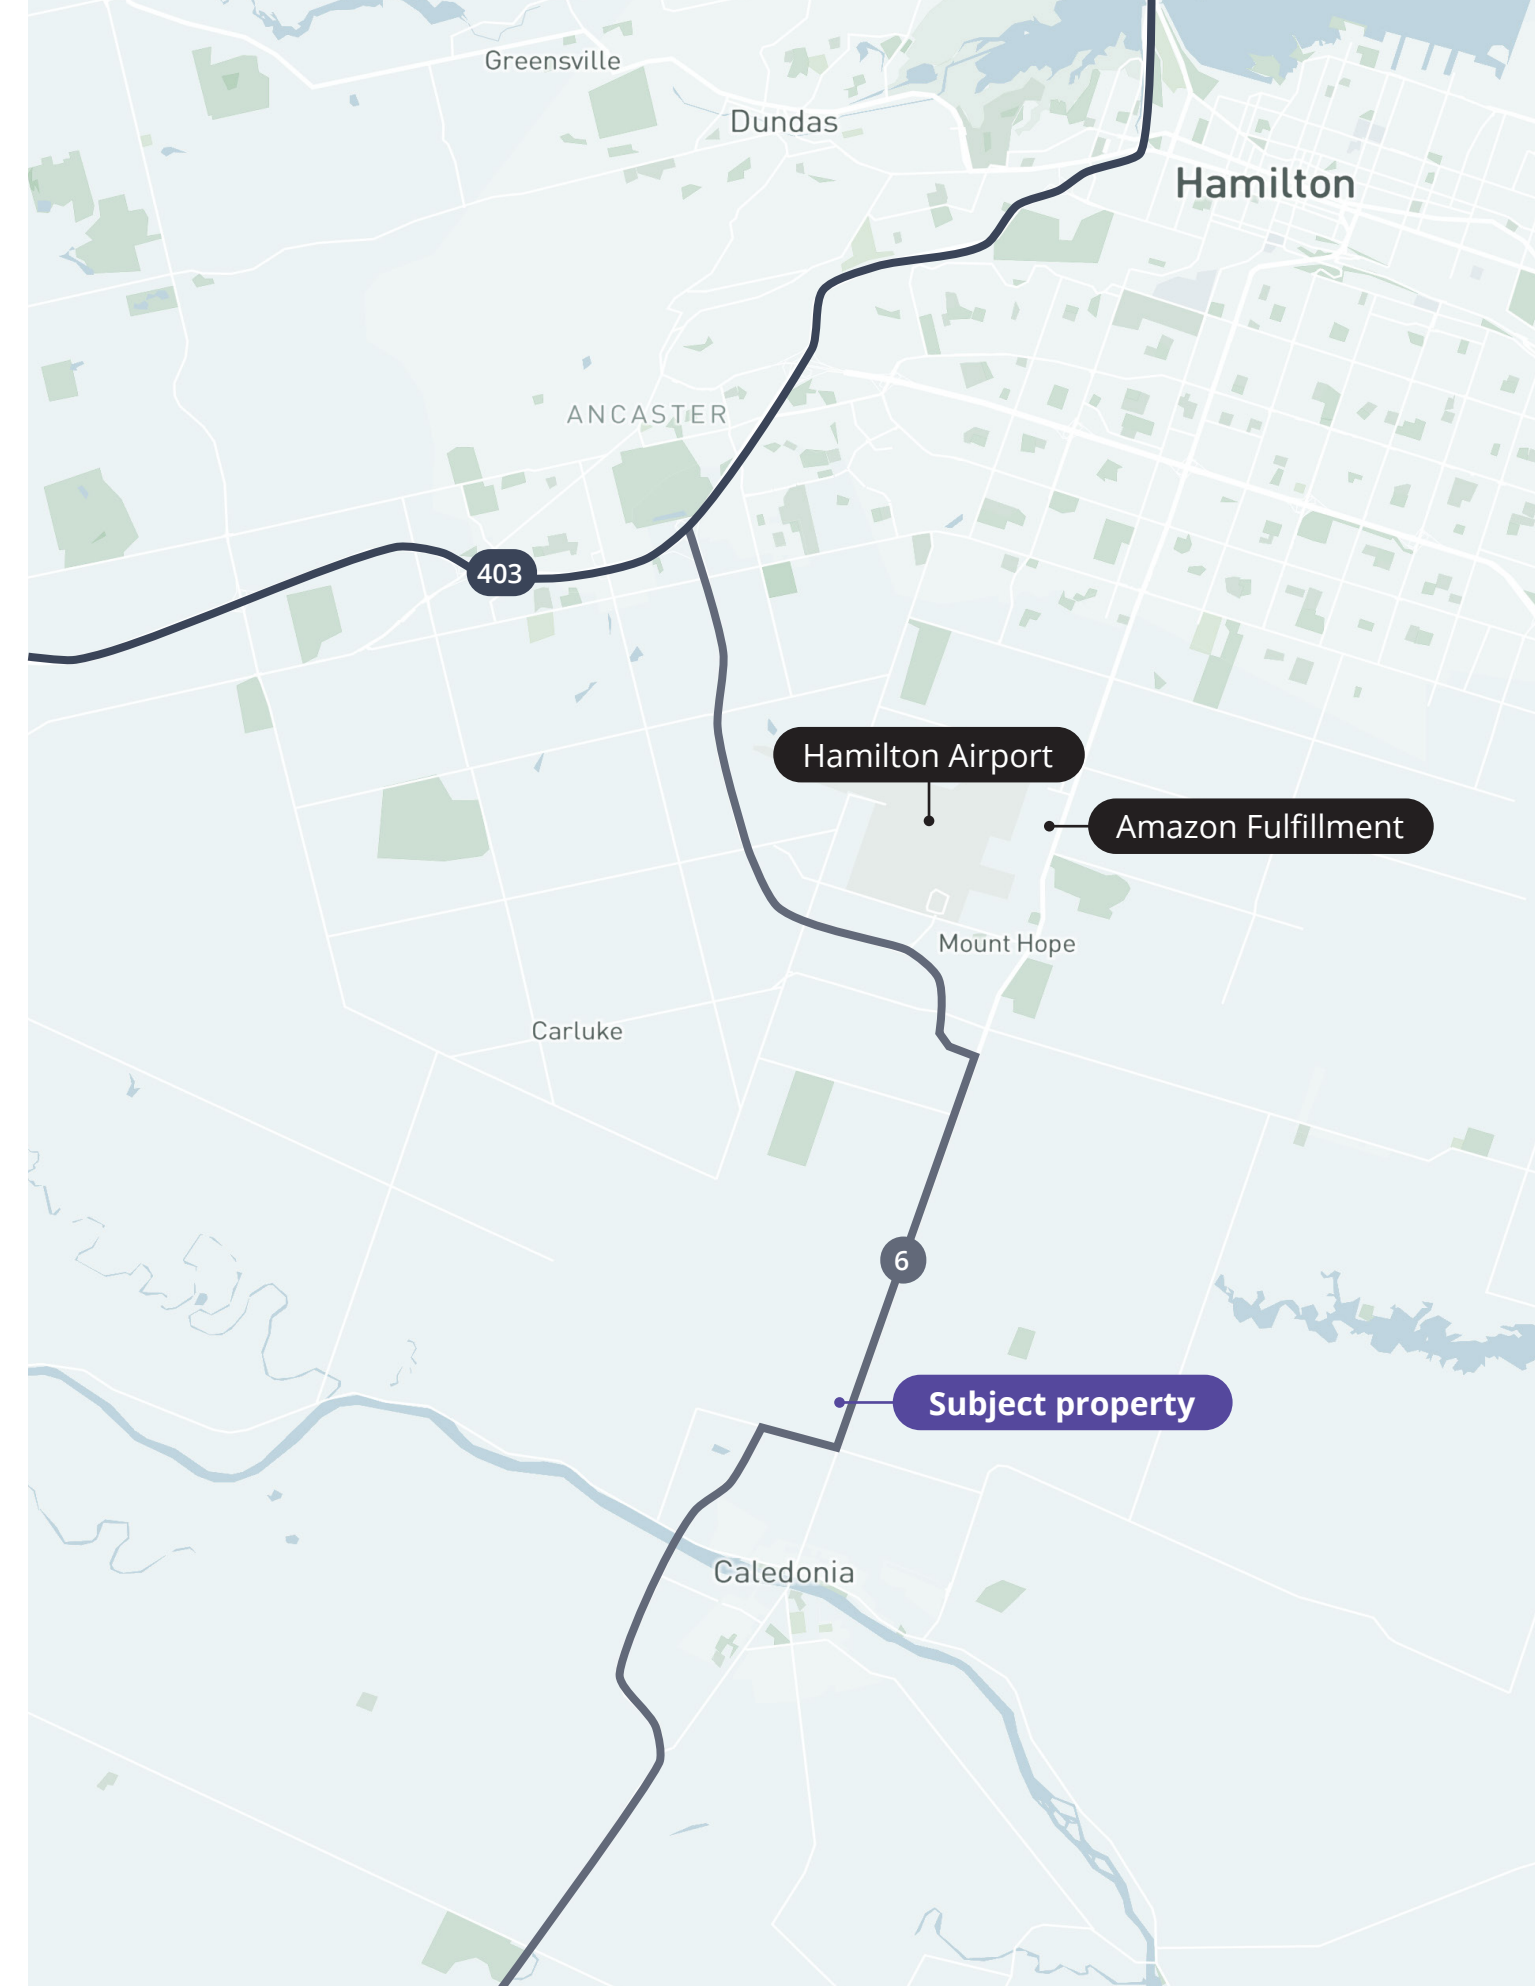 Greensville
Dundas
Hamilton
ANCASTER
403
Hamilton Airport
Amazon Fulfillment
Mount Hope
Carluke
6
Subject property
Caledonia